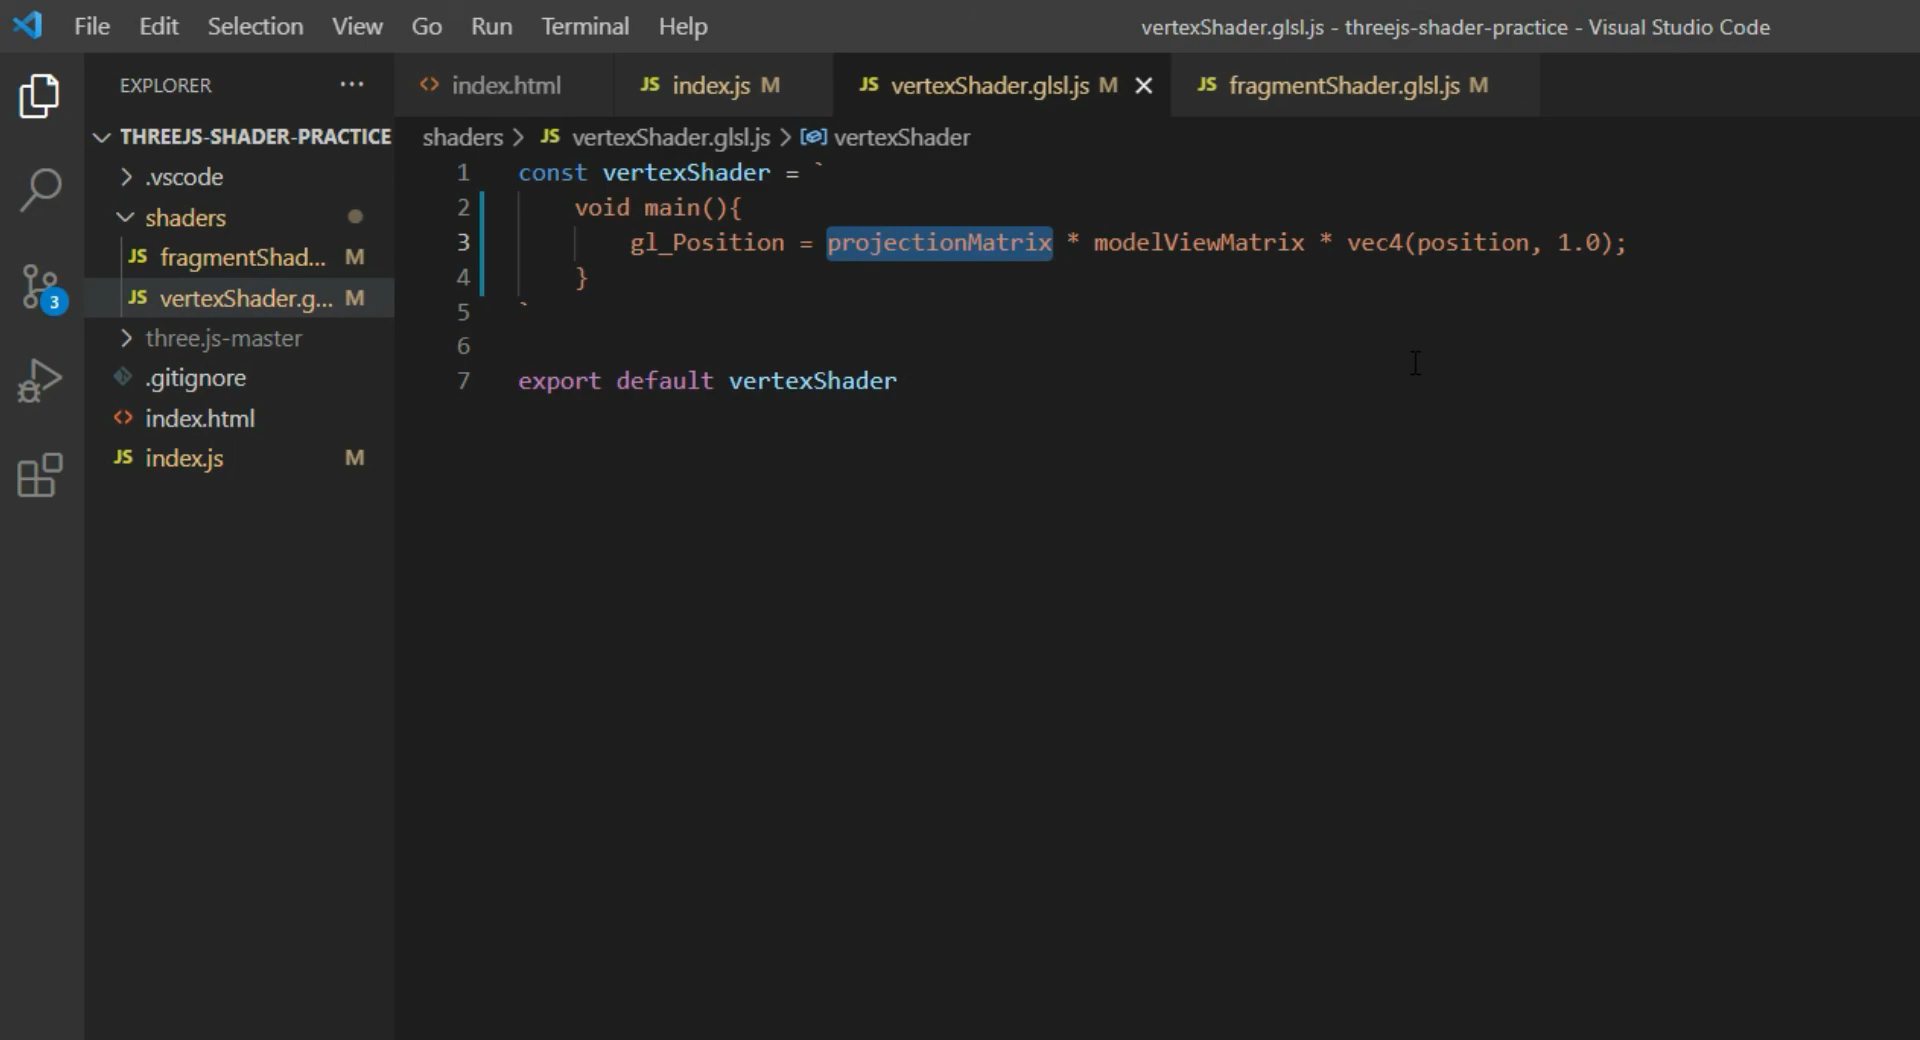 File Edit Selection View Go Run Terminal Help
vertexShader.glsl.js - threejs-shader-practice - Visual Studio Code
EXPLORER ...
THREEJS-SHADER-PRACTICE
.vscode
shaders
JS fragmentShad... M
JS vertexShader.g... M
three.js-master
.gitignore
<> index.html
JS index.js M
3
<> index.html
JS index.js M
JS vertexShader.glsl.js M
JS fragmentShader.glsl.js M
shaders > JS vertexShader.glsl.js > vertexShader
1 const vertexShader = `
2 void main(){
3 gl_Position = projectionMatrix * modelViewMatrix * vec4(position, 1.0);
4 }
5 `
6
7 export default vertexShader